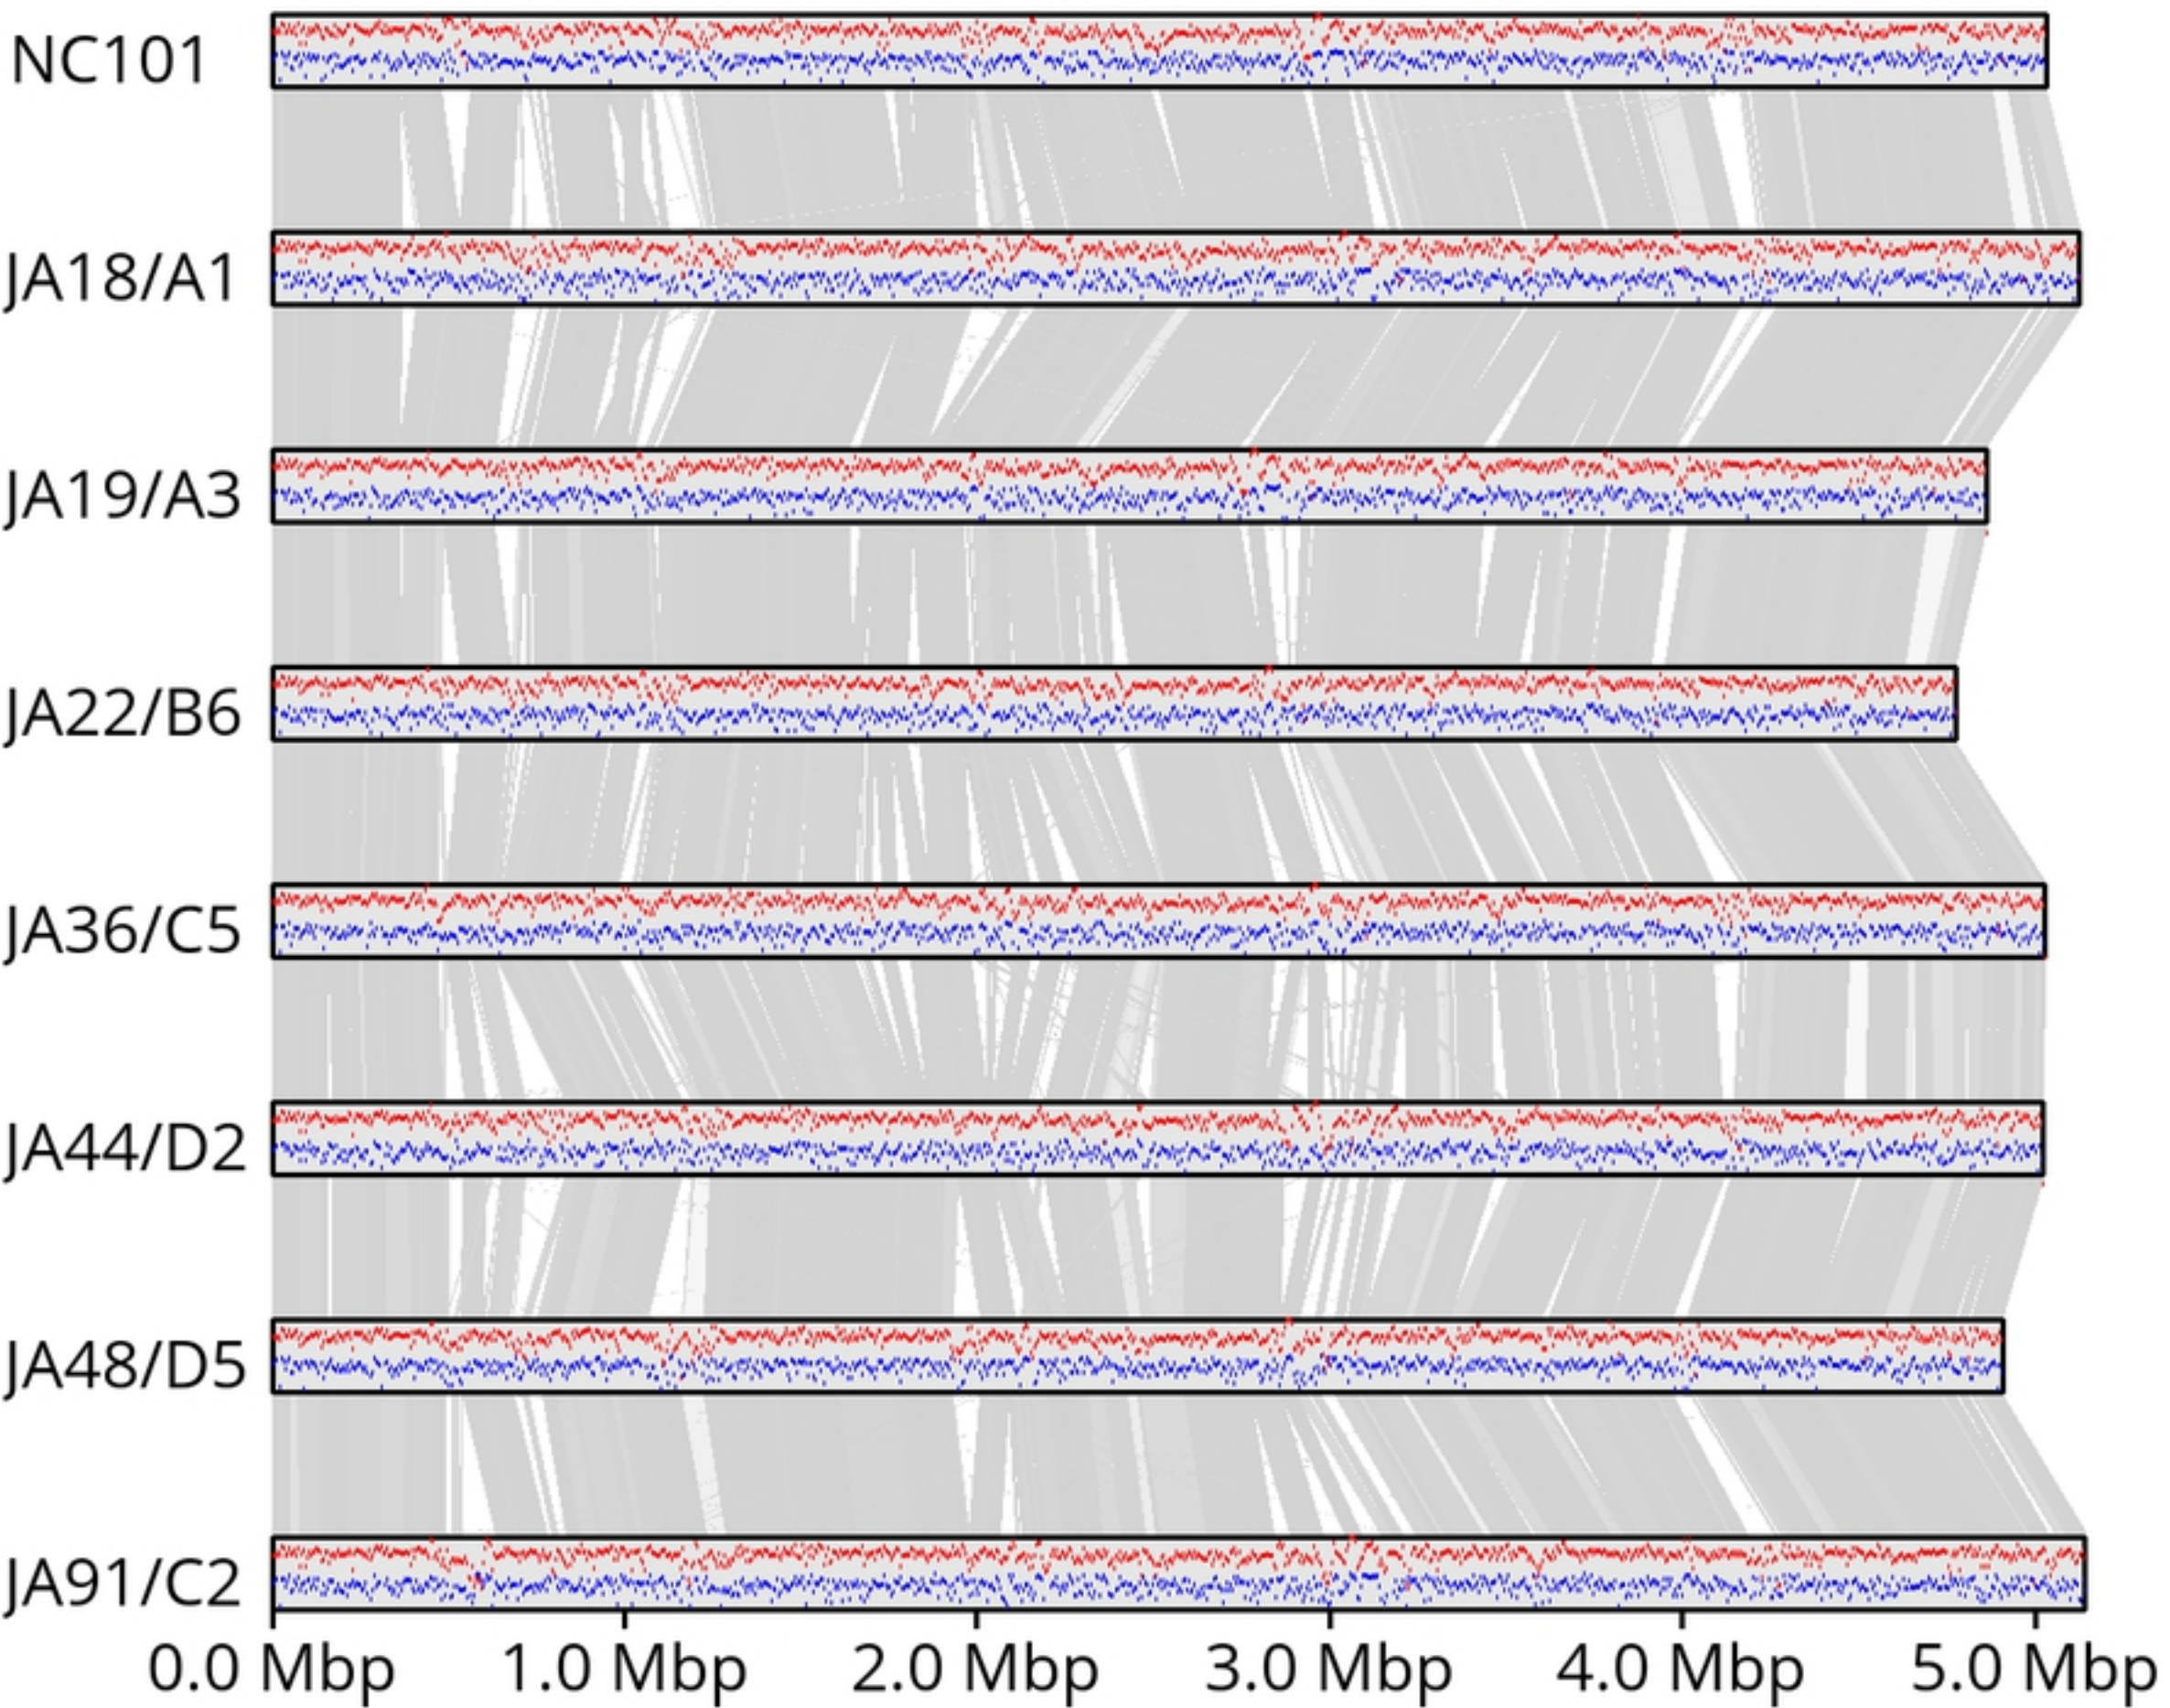 NC101
JA18/A1
JA19/A3
JA22/B6
JA36/C5
JA44/D2
JA48/D5
JA91/C2
0.0 Mbp 1.0 Mbp 2.0 Mbp 3.0 Mbp 4.0 Mbp 5.0 Mbp